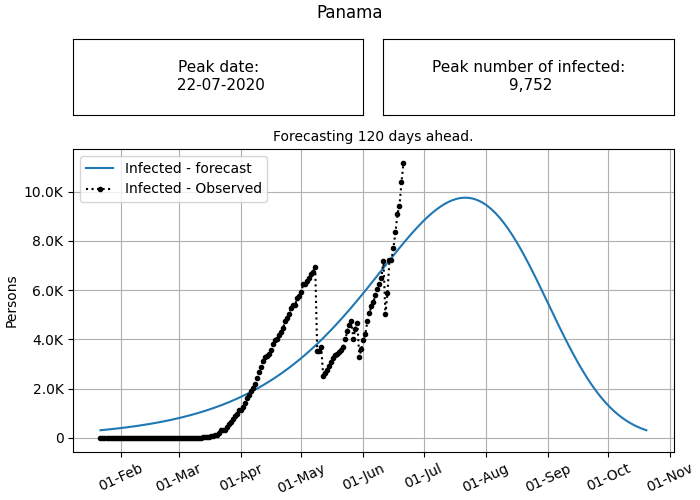 Panama
Peak date:
22-07-2020
Peak number of infected:
9,752
Forecasting 120 days ahead.
Infected - forecast
Infected - Observed
Persons
10.0K
8.0K
6.0K
4.0K
2.0K
0
01-Feb
01-Mar
01-Apr
01-May
01-Jun
01-Jul
01-Aug
01-Sep
01-Oct
01-Nov